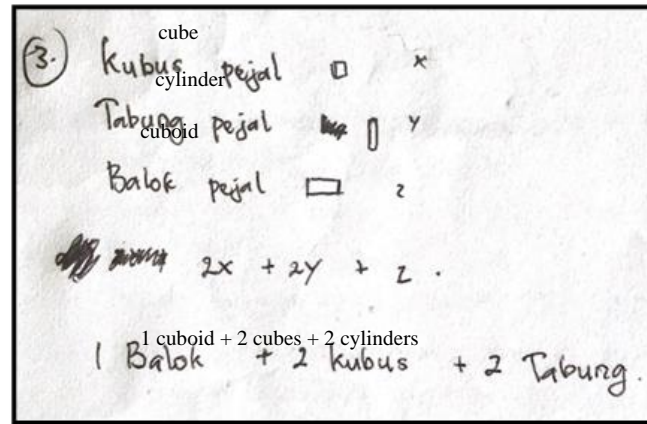 cube
3. Kubus pejal x
cylinder
Tabung pejal y
cuboid
Balok pejal z
2x + 2y + z .
1 cuboid + 2 cubes + 2 cylinders
1 Balok + 2 kubus + 2 Tabung.